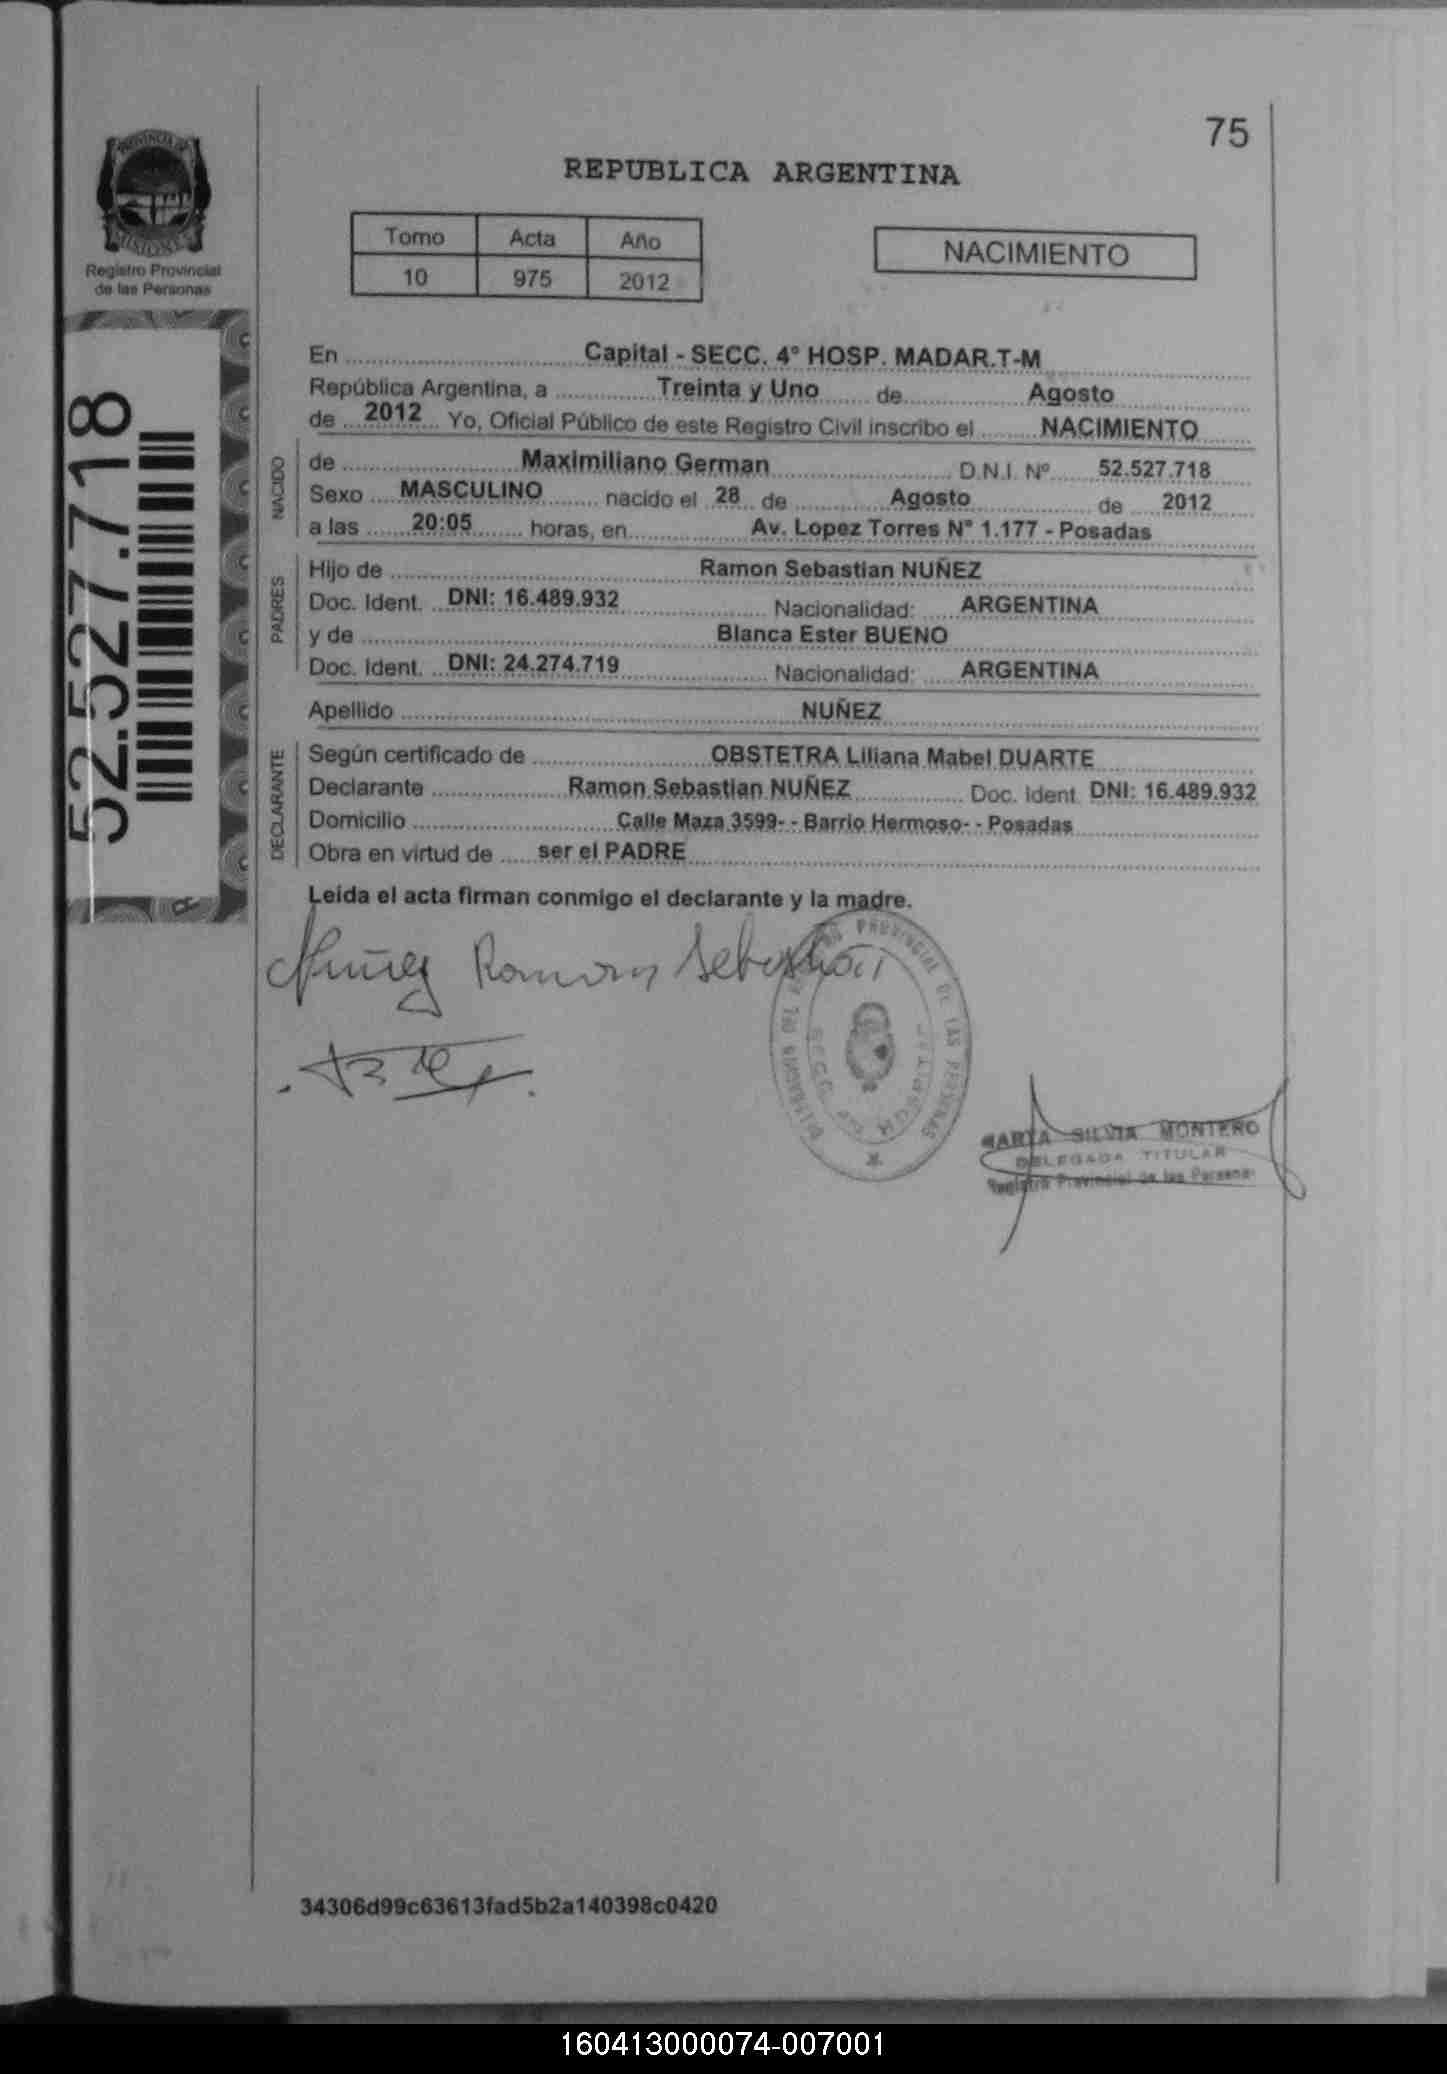 75
PROVINCIA DE
MISIONES
Registro Provincial
de las Personas
REPUBLICA ARGENTINA
Tomo Acta Año
10 975 2012
NACIMIENTO
52.527.718
En Capital - SECC. 4° HOSP. MADAR.T-M
República Argentina, a Treinta y Uno de Agosto
de 2012 Yo, Oficial Público de este Registro Civil inscribo el NACIMIENTO
NACIDO
de Maximiliano German D.N.I. Nº 52.527.718
Sexo MASCULINO nacido el 28 de Agosto de 2012
a las 20:05 horas, en Av. Lopez Torres N° 1.177 - Posadas
PADRES
Hijo de Ramon Sebastian NUÑEZ
Doc. Ident. DNI: 16.489.932 Nacionalidad: ARGENTINA
y de Blanca Ester BUENO
Doc. Ident. DNI: 24.274.719 Nacionalidad: ARGENTINA
Apellido NUÑEZ
DECLARANTE
Según certificado de OBSTETRA Liliana Mabel DUARTE
Declarante Ramon Sebastian NUÑEZ Doc. Ident. DNI: 16.489.932
Domicilio Calle Maza 3599- - Barrio Hermoso- - Posadas
Obra en virtud de ser el PADRE
Leida el acta firman conmigo el declarante y la madre.
Nuñez Ramon Sebastian
PROVINCIAL DE LAS PERSONAS
MARTA SILVIA MONTERO
DELEGADA TITULAR
Registro Provincial de las Persona
34306d99c63613fad5b2a140398c0420
160413000074-007001